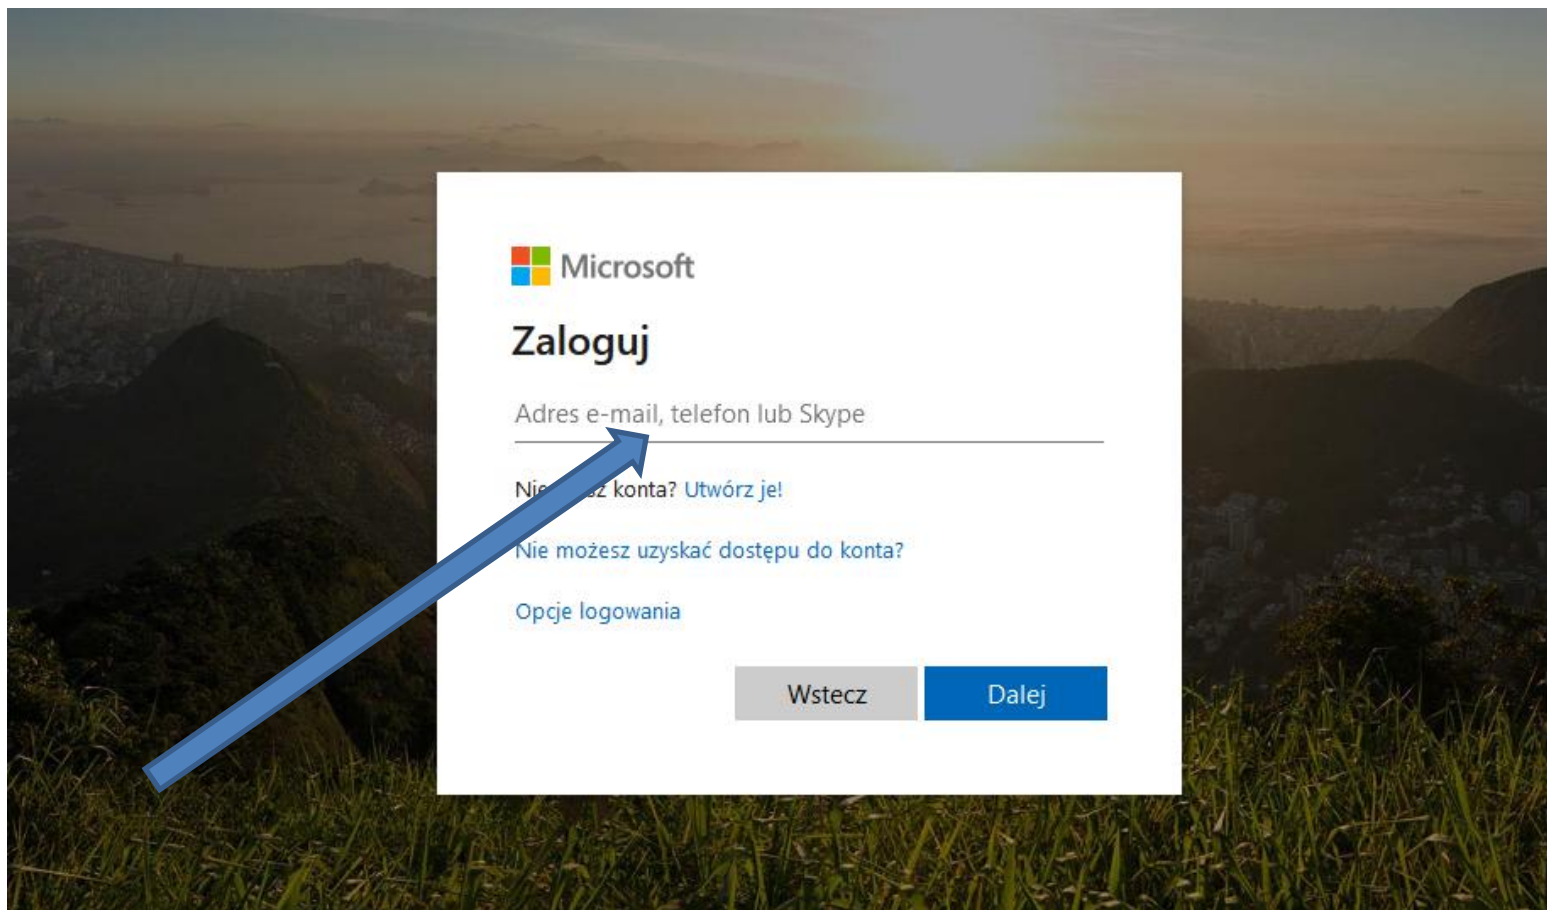 Microsoft
Zaloguj
Adres e-mail, telefon lub Skype
konta? Utwórz je!
Nie możesz uzyskać dostępu do konta?
Opcje logowania
Wstecz
Dalej